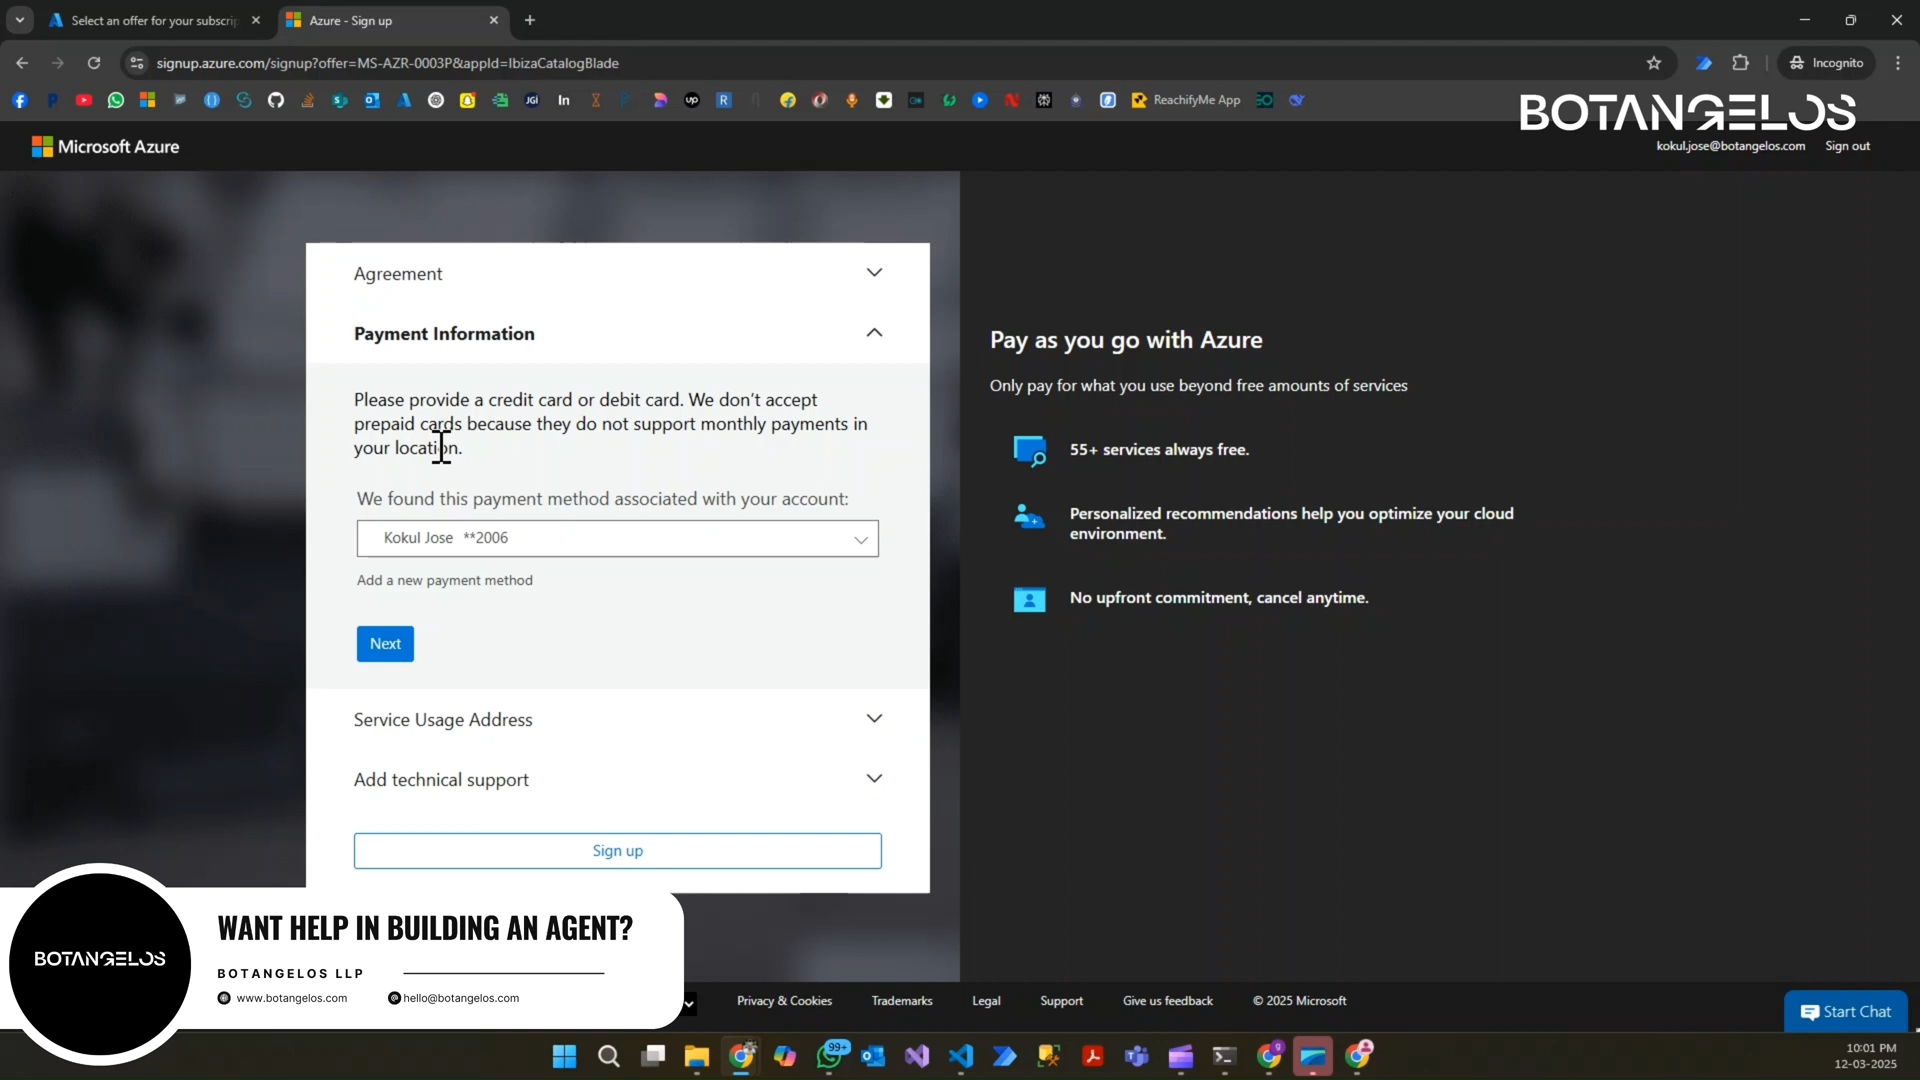 Select an offer for your subscrip
Azure - Sign up
signup.azure.com/signup?offer=MS-AZR-0003P&appId=IbizaCatalogBlade
Incognito
JGI
In
up
R
ReachifyMe App
BOTANGELOS
Microsoft Azure
kokul.jose@botangelos.com
Sign out
Agreement
Payment Information
Please provide a credit card or debit card. We don't accept
prepaid cards because they do not support monthly payments in
your location.
We found this payment method associated with your account:
Kokul Jose **2006
Add a new payment method
Next
Service Usage Address
Add technical support
Sign up
Pay as you go with Azure
Only pay for what you use beyond free amounts of services
55+ services always free.
Personalized recommendations help you optimize your cloud
environment.
No upfront commitment, cancel anytime.
BOTANGELOS
WANT HELP IN BUILDING AN AGENT?
BOTANGELOS LLP
www.botangelos.com
hello@botangelos.com
Privacy & Cookies
Trademarks
Legal
Support
Give us feedback
© 2025 Microsoft
Start Chat
99+
10:01 PM
12-03-2025